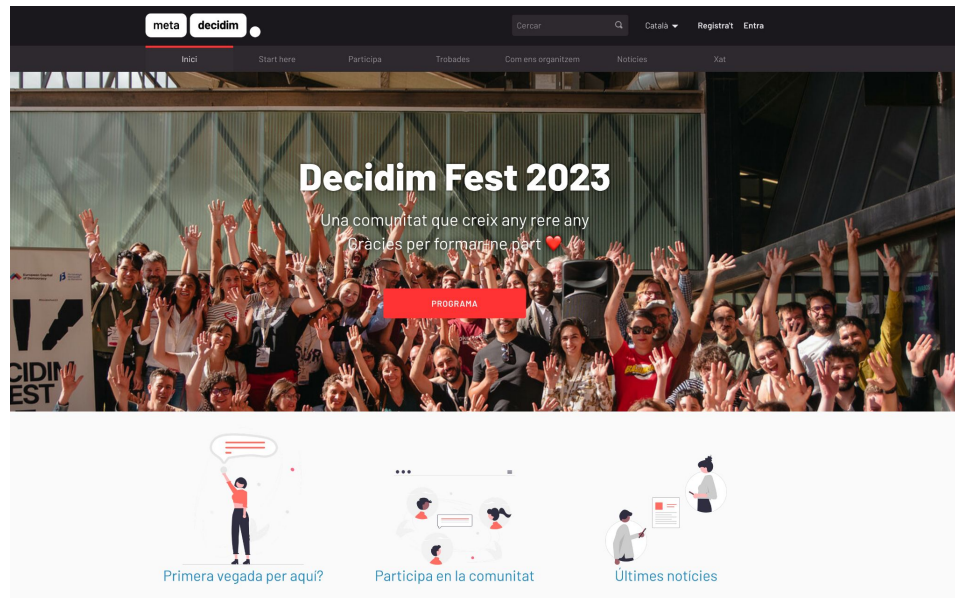 meta decidim
Cercar
Català
Registra't
Entra
Inici
Start here
Participa
Trobades
Com ens organitzem
Notícies
Xat
Decidim Fest 2023
Una comunitat que creix any rere any
Gràcies per formar-ne part ❤️
PROGRAMA
Primera vegada per aquí?
Participa en la comunitat
Últimes notícies